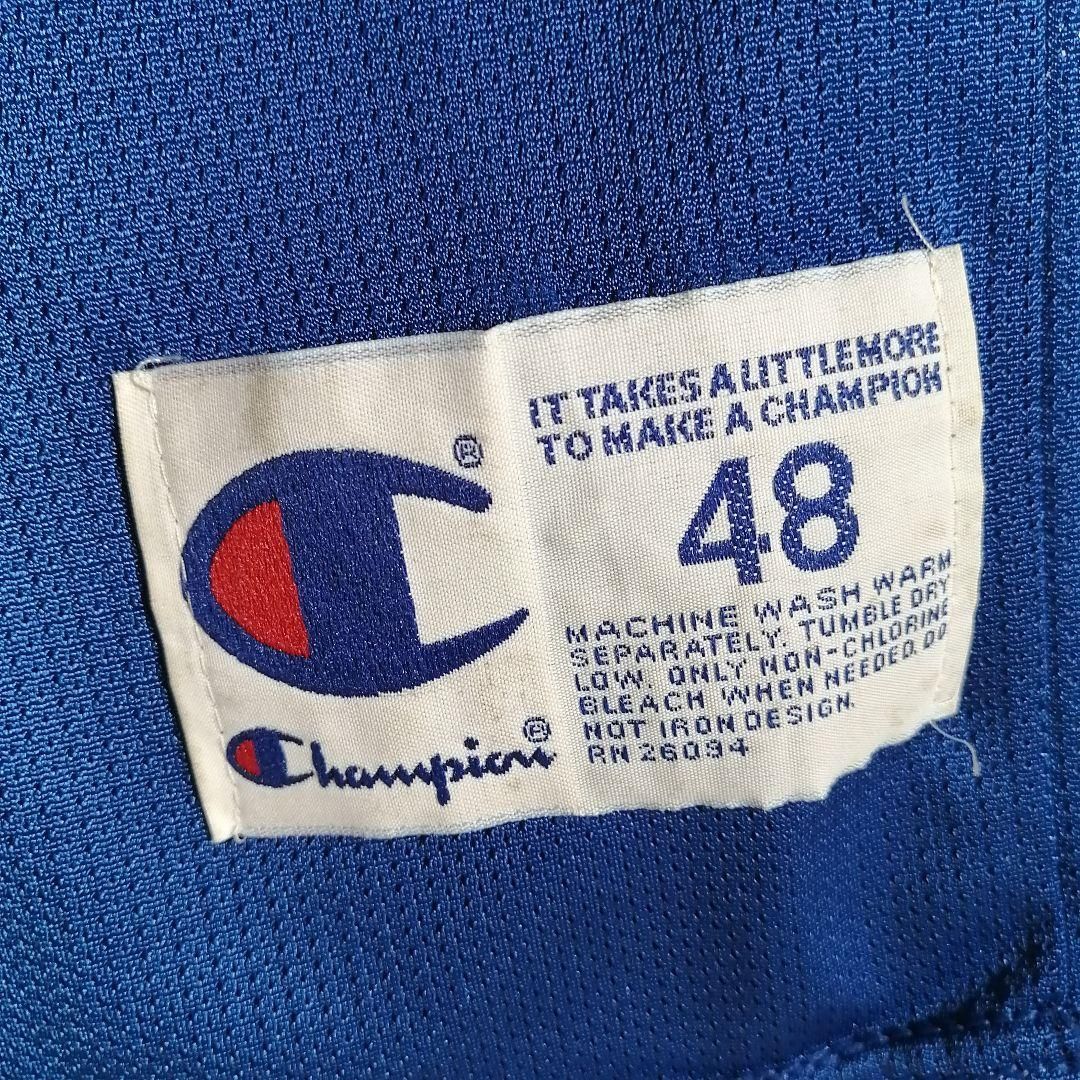 ®
IT TAKES A LITTLE MORE
TO MAKE A CHAMPION
48
MACHINE WASH WARM
SEPARATELY, TUMBLE DRY
LOW, ONLY NON-CHLORINE
BLEACH WHEN NEEDED. DO
NOT IRON DESIGN.
RN 26094
Champion®